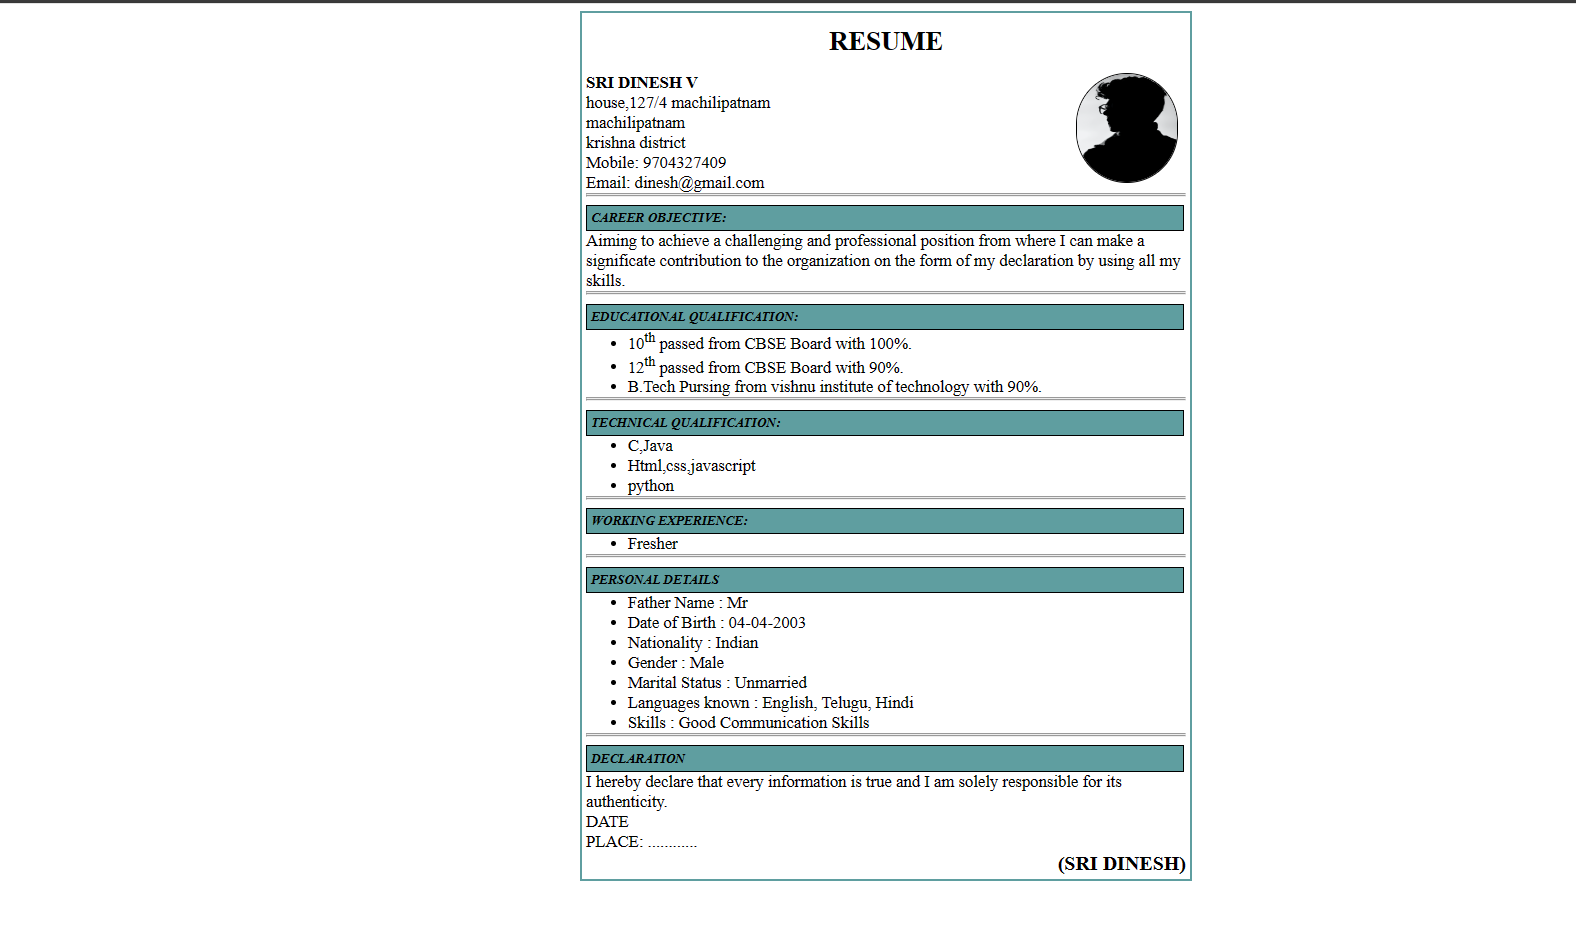 RESUME
SRI DINESH V
house,127/4 machilipatnam
machilipatnam
krishna district
Mobile: 9704327409
Email: dinesh@gmail.com
CAREER OBJECTIVE:
Aiming to achieve a challenging and professional position from where I can make a
significate contribution to the organization on the form of my declaration by using all my
skills.
EDUCATIONAL QUALIFICATION:
• 10th passed from CBSE Board with 100%.
• 12th passed from CBSE Board with 90%.
• B.Tech Pursing from vishnu institute of technology with 90%.
TECHNICAL QUALIFICATION:
• C,Java
• Html,css,javascript
• python
WORKING EXPERIENCE:
• Fresher
PERSONAL DETAILS
• Father Name : Mr
• Date of Birth : 04-04-2003
• Nationality : Indian
• Gender : Male
• Marital Status : Unmarried
• Languages known : English, Telugu, Hindi
• Skills : Good Communication Skills
DECLARATION
I hereby declare that every information is true and I am solely responsible for its
authenticity.
DATE
PLACE: ............
(SRI DINESH)